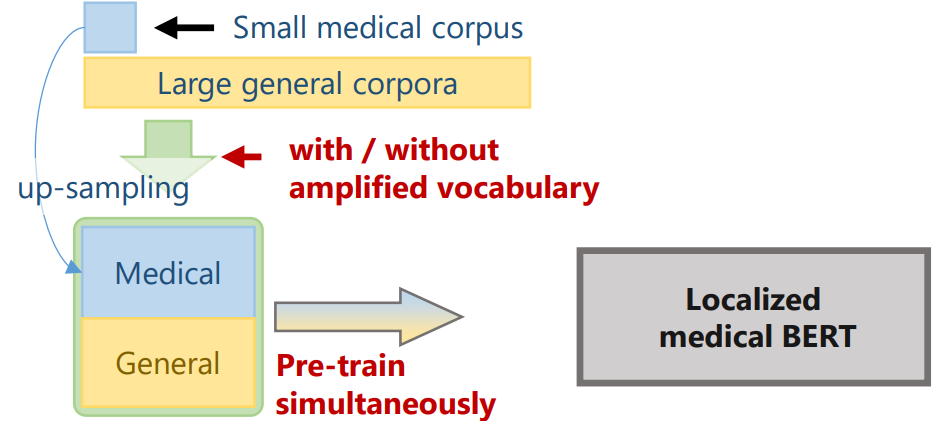 Small medical corpus
Large general corpora
with / without
amplified vocabulary
up-sampling
Medical
General
Pre-train
simultaneously
Localized
medical BERT